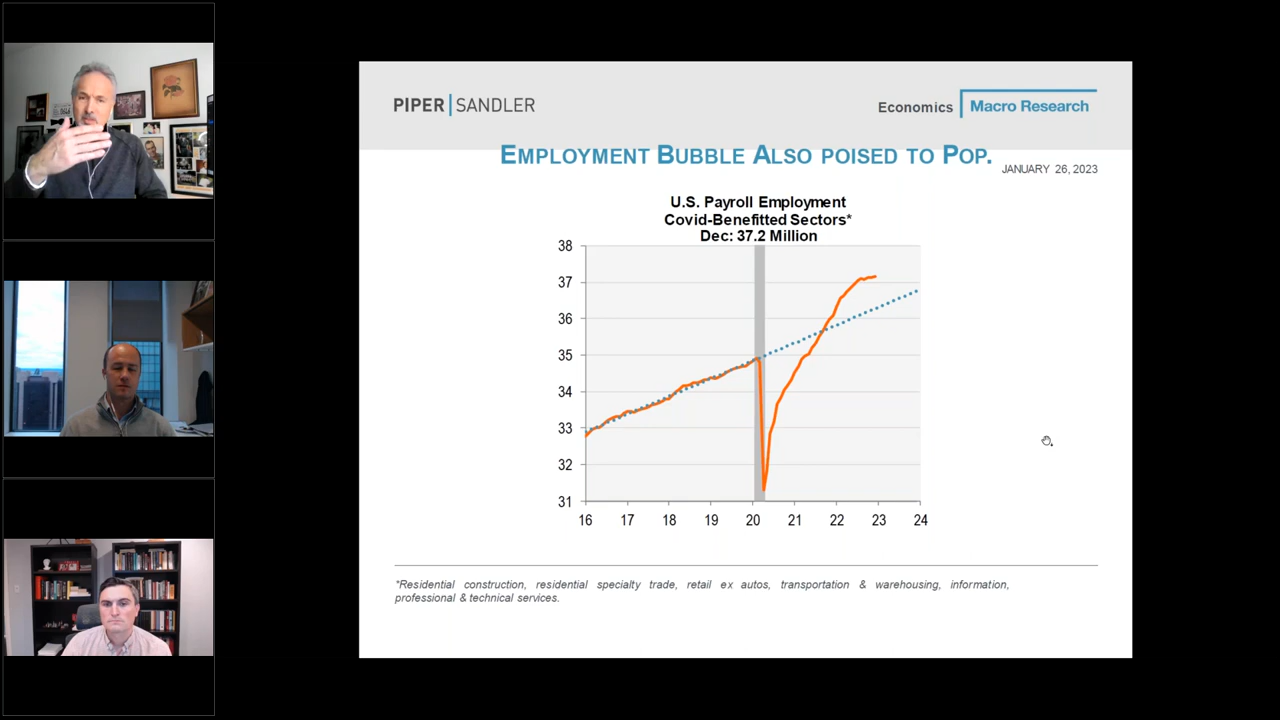 PIPER|SANDLER
Economics
Macro Research
EMPLOYMENT BUBBLE ALSO POISED TO POP.
JANUARY 26, 2023
U.S. Payroll Employment
Covid-Benefitted Sectors*
Dec: 37.2 Million
38
37
36
35
34
33
32
31
16 17 18 19 20 21 22 23 24
*Residential construction, residential specialty trade, retail ex autos, transportation & warehousing, information,
professional & technical services.